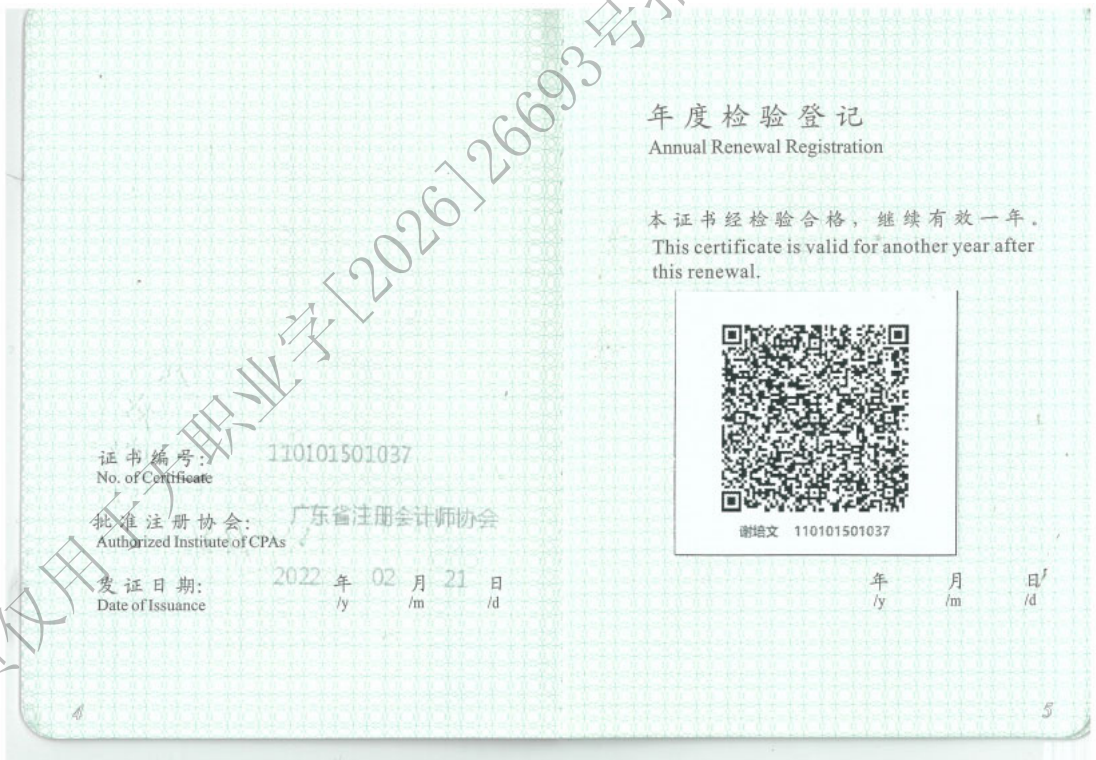 仅用于天职业字[2026]26693号
证书编号: 110101501037
No. of Certificate
批准注册协会: 广东省注册会计师协会
Authorized Institute of CPAs
发证日期: 2022 年 02 月 21 日
Date of Issuance /y /m /d
4
年度检验登记
Annual Renewal Registration
本证书经检验合格，继续有效一年。
This certificate is valid for another year after
this renewal.
谢培文 110101501037
年 月 日
/y /m /d
5